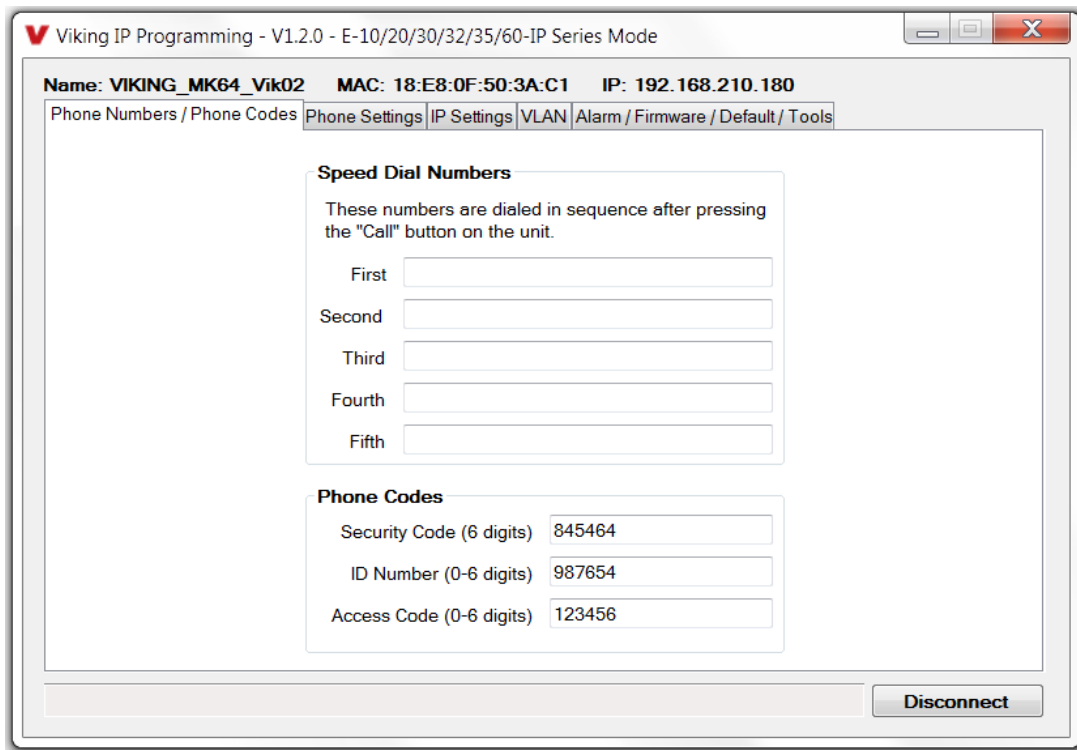 Viking IP Programming - V1.2.0 - E-10/20/30/32/35/60-IP Series Mode
Name: VIKING_MK64_Vik02 MAC: 18:E8:0F:50:3A:C1 IP: 192.168.210.180
Phone Numbers / Phone Codes Phone Settings IP Settings VLAN Alarm / Firmware / Default / Tools
Speed Dial Numbers
These numbers are dialed in sequence after pressing
the "Call" button on the unit.
First
Second
Third
Fourth
Fifth
Phone Codes
Security Code (6 digits) 845464
ID Number (0-6 digits) 987654
Access Code (0-6 digits) 123456
Disconnect